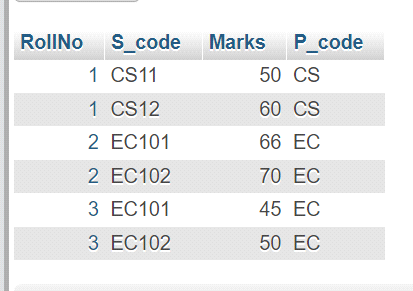 RollNo S_code Marks P_code
1 CS11 50 CS
1 CS12 60 CS
2 EC101 66 EC
2 EC102 70 EC
3 EC101 45 EC
3 EC102 50 EC